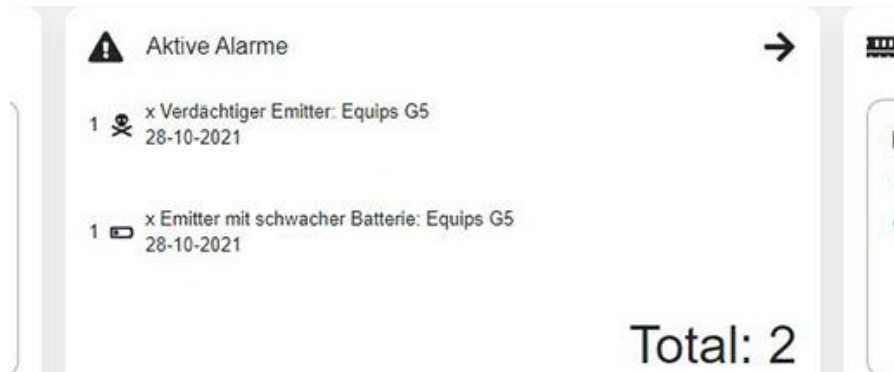 Aktive Alarme
1 x Verdächtiger Emitter: Equips G5
28-10-2021
1 x Emitter mit schwacher Batterie: Equips G5
28-10-2021
Total: 2